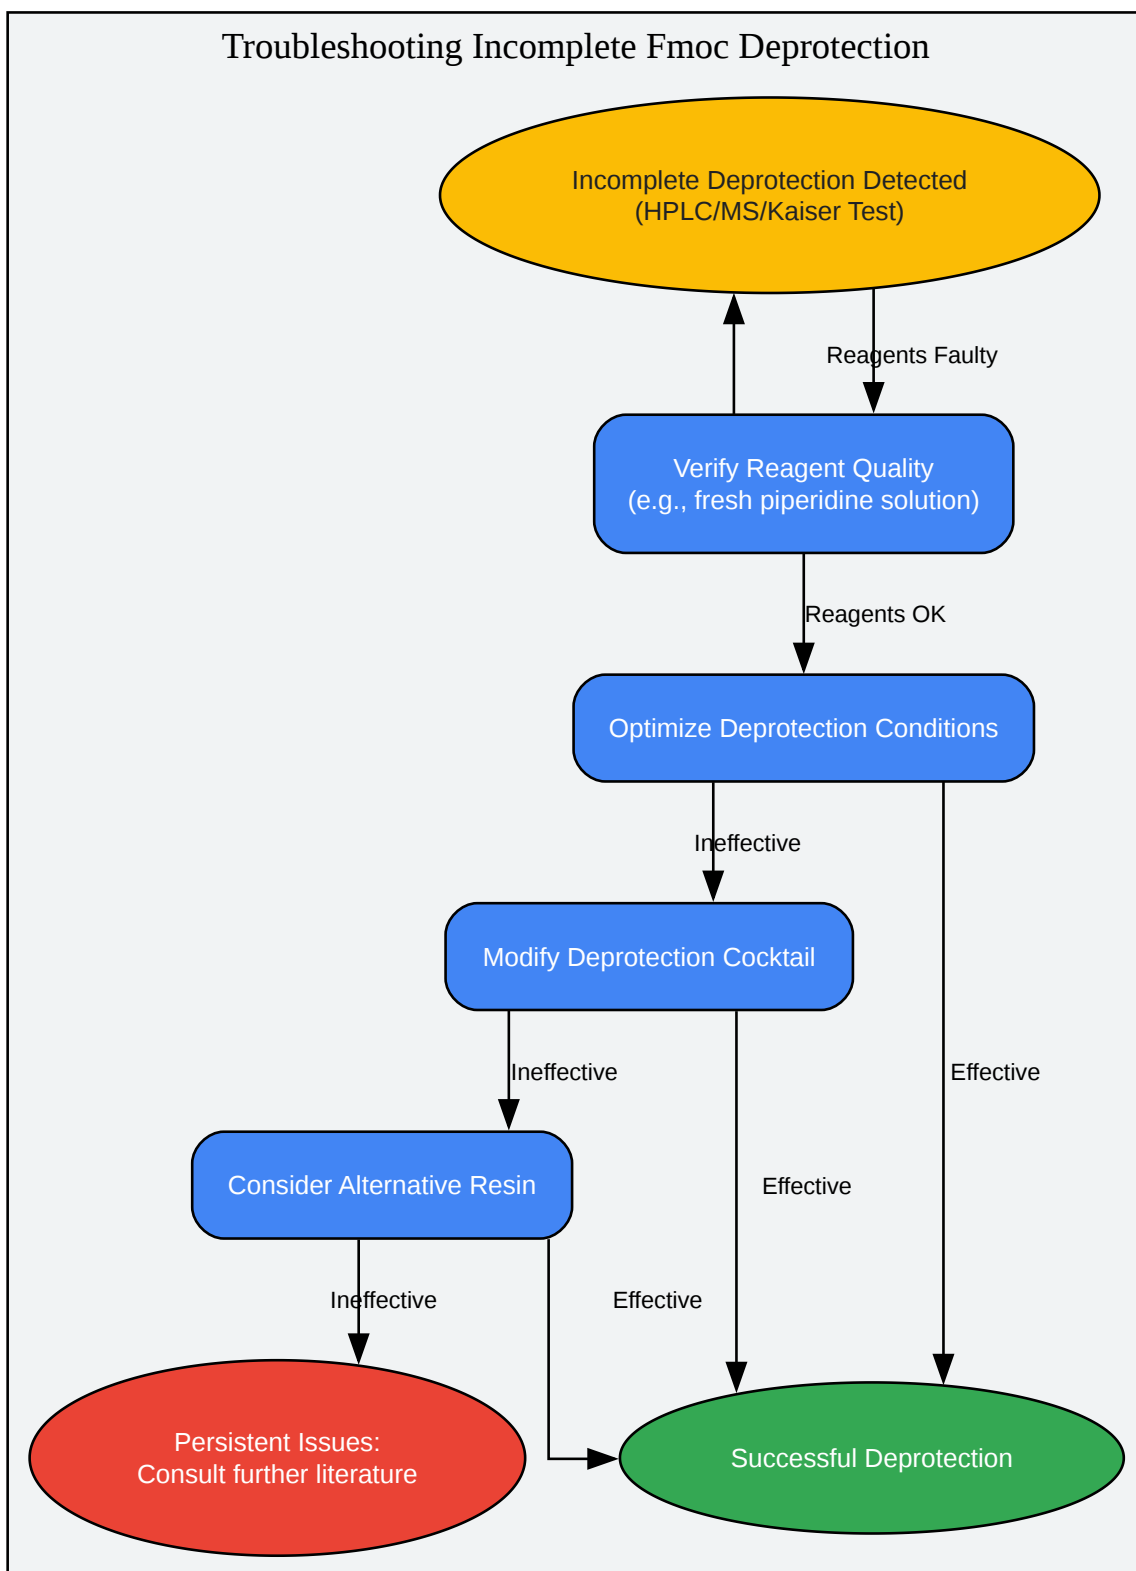 Troubleshooting Incomplete Fmoc Deprotection
Incomplete Deprotection Detected
(HPLC/MS/Kaiser Test)
Reagents Faulty
Verify Reagent Quality
(e.g., fresh piperidine solution)
Reagents OK
Optimize Deprotection Conditions
Ineffective
Modify Deprotection Cocktail
Ineffective
Effective
Consider Alternative Resin
Effective
Ineffective
Effective
Persistent Issues:
Consult further literature
Successful Deprotection